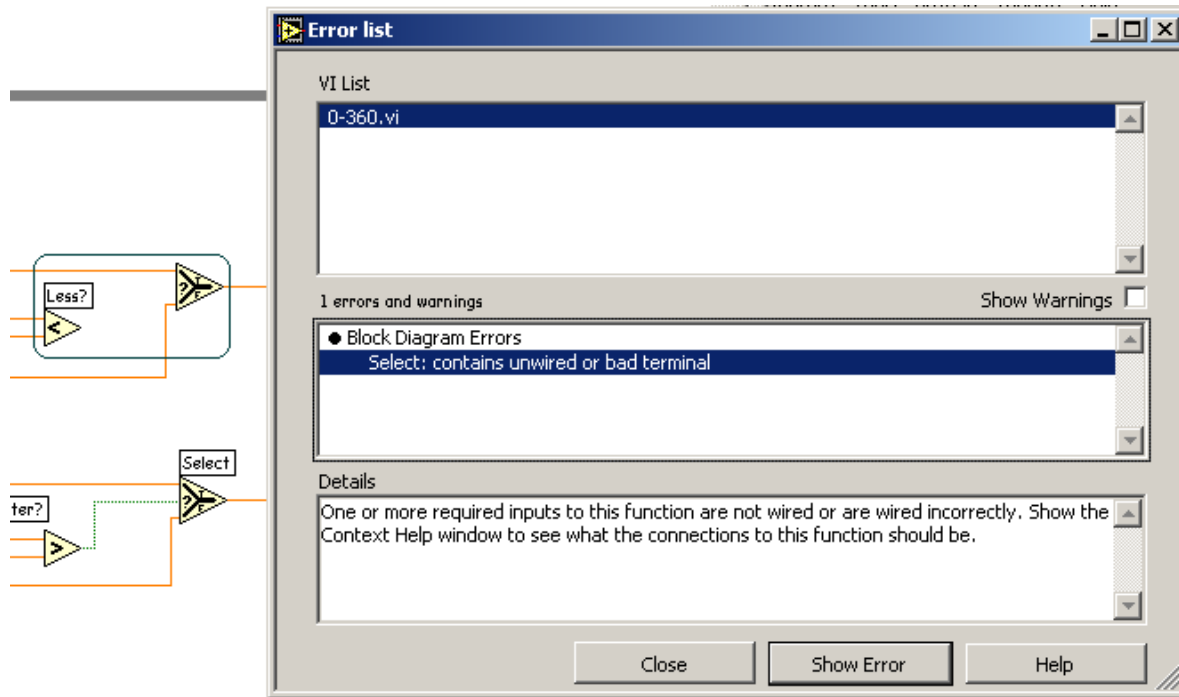 Error list
VI List
0-360.vi
Less?
1 errors and warnings
Show Warnings
Block Diagram Errors
Select: contains unwired or bad terminal
Select
ter?
Details
One or more required inputs to this function are not wired or are wired incorrectly. Show the
Context Help window to see what the connections to this function should be.
Close
Show Error
Help